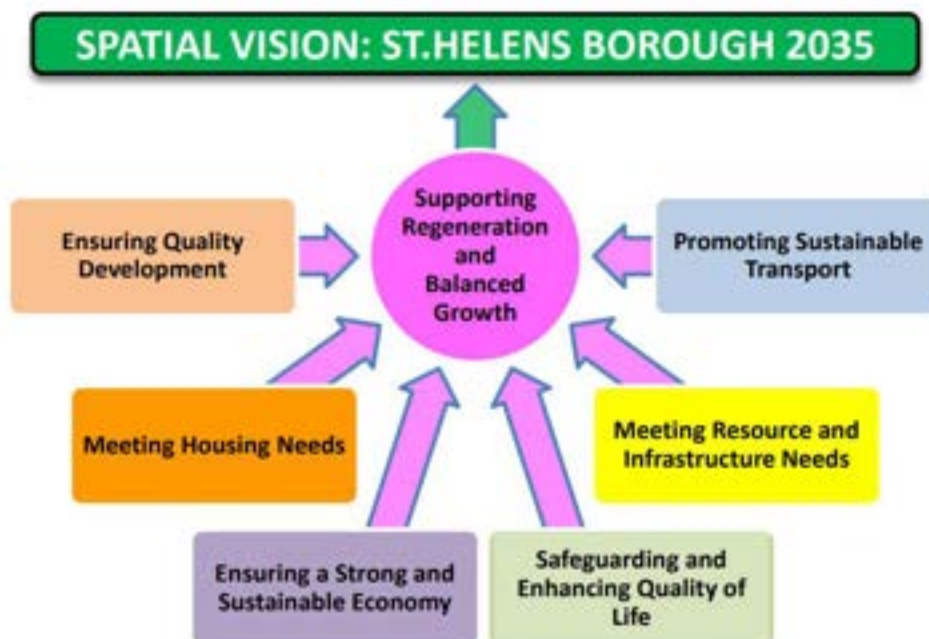 SPATIAL VISION: ST.HELENS BOROUGH 2035
Supporting
Regeneration
and
Balanced
Growth
Ensuring Quality
Development
Promoting Sustainable
Transport
Meeting Housing Needs
Meeting Resource and
Infrastructure Needs
Ensuring a Strong and
Sustainable Economy
Safeguarding and
Enhancing Quality of
Life